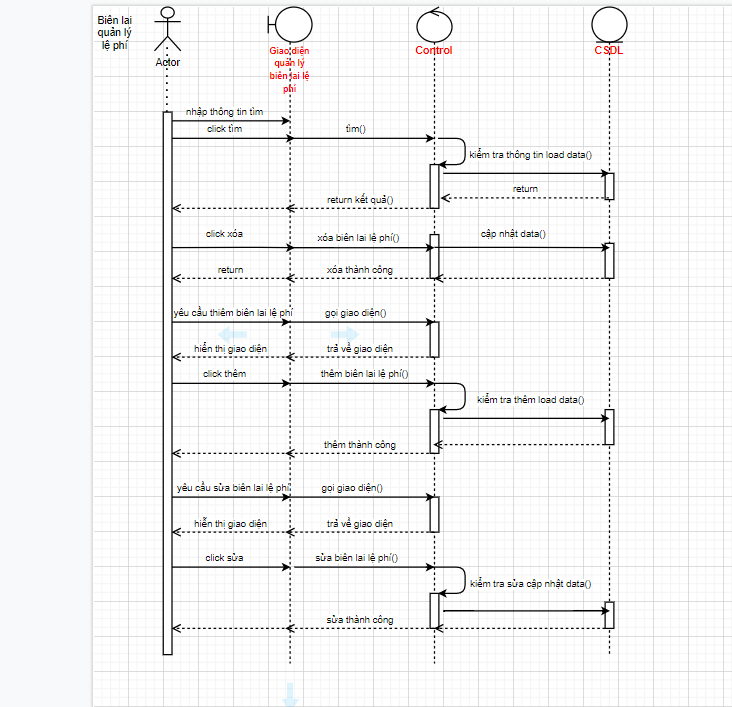 Biên lai
quản lý
lệ phí
Actor
Giao diện
quản lý
biên lai lệ
phí
Control
CSDL
nhập thông tin tìm
click tìm
tìm()
kiểm tra thông tin load data()
return
return kết quả()
click xóa
xóa biên lai lệ phí()
cập nhật data()
return
xóa thành công
yêu cầu thiêm biên lai lệ phí
gọi giao diện()
hiển thị giao diện
trả về giao diện
click thêm
thêm biên lai lệ phí()
kiểm tra thêm load data()
thêm thành công
yêu cầu sửa biên lai lệ phí
gọi giao diện()
hiển thị giao diện
trả về giao diện
click sửa
sửa biên lai lệ phí()
kiểm tra sửa cập nhật data()
sửa thành công